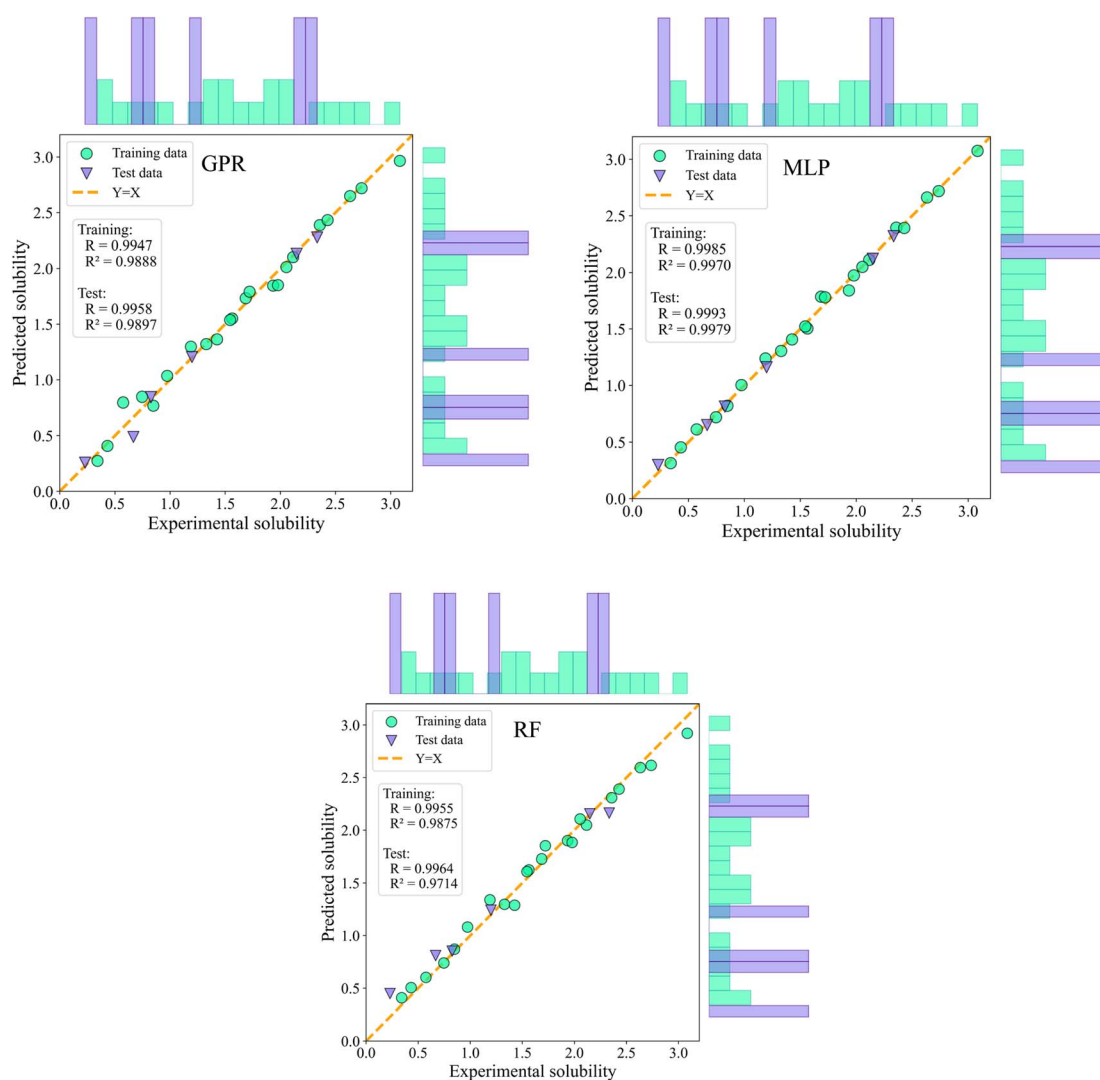 GPR
Training data
Test data
Y=X
Training:
R = 0.9947
R² = 0.9888
Test:
R = 0.9958
R² = 0.9897
Predicted solubility
3.0
2.5
2.0
1.5
1.0
0.5
0.0
0.0 0.5 1.0 1.5 2.0 2.5 3.0
Experimental solubility
MLP
Training data
Test data
Y=X
Training:
R = 0.9985
R² = 0.9970
Test:
R = 0.9993
R² = 0.9979
Predicted solubility
3.0
2.5
2.0
1.5
1.0
0.5
0.0
0.0 0.5 1.0 1.5 2.0 2.5 3.0
Experimental solubility
RF
Training data
Test data
Y=X
Training:
R = 0.9955
R² = 0.9875
Test:
R = 0.9964
R² = 0.9714
Predicted solubility
3.0
2.5
2.0
1.5
1.0
0.5
0.0
0.0 0.5 1.0 1.5 2.0 2.5 3.0
Experimental solubility